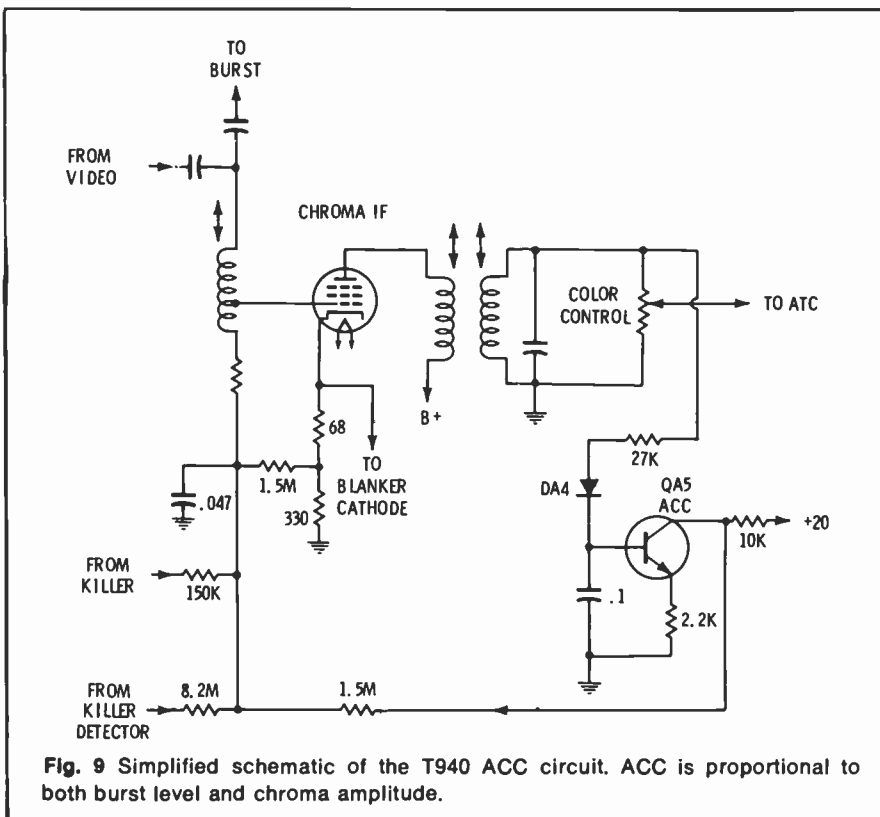 TO
BURST
FROM
VIDEO
CHROMA IF
COLOR
CONTROL
TO ATC
B+
68
TO
BLANKER
CATHODE
27K
1.5M
.047
330
DA4
QA5
ACC
+20
10K
FROM
KILLER
150K
.1
2.2K
FROM
KILLER
DETECTOR
8.2M
1.5M
Fig. 9 Simplified schematic of the T940 ACC circuit. ACC is proportional to
both burst level and chroma amplitude.